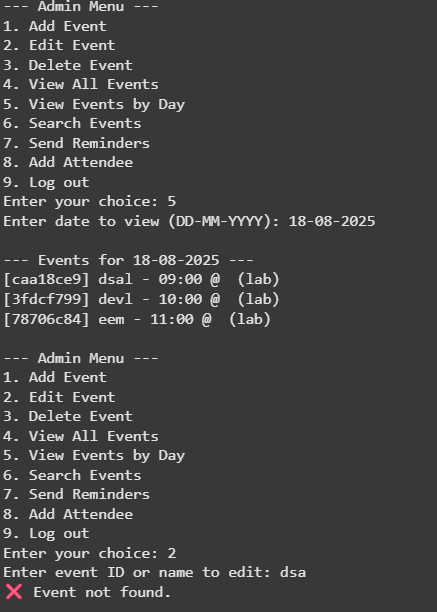 --- Admin Menu ---
1. Add Event
2. Edit Event
3. Delete Event
4. View All Events
5. View Events by Day
6. Search Events
7. Send Reminders
8. Add Attendee
9. Log out
Enter your choice: 5
Enter date to view (DD-MM-YYYY): 18-08-2025
--- Events for 18-08-2025 ---
[caa18ce9] dsal - 09:00 @  (lab)
[3fdcf799] devl - 10:00 @  (lab)
[78706c84] eem - 11:00 @  (lab)
--- Admin Menu ---
1. Add Event
2. Edit Event
3. Delete Event
4. View All Events
5. View Events by Day
6. Search Events
7. Send Reminders
8. Add Attendee
9. Log out
Enter your choice: 2
Enter event ID or name to edit: dsa
❌ Event not found.